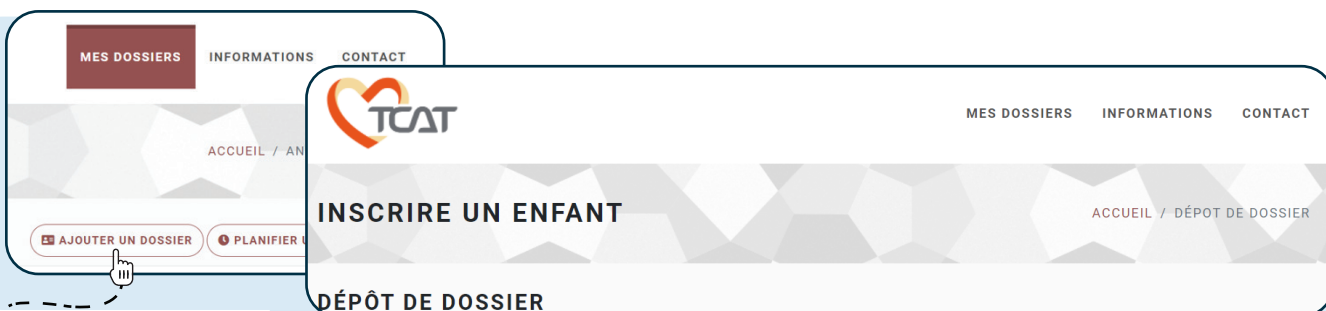 MES DOSSIERS INFORMATIONS CONTACT
ACCUEIL / AN
AJOUTER UN DOSSIER PLANIFIER
TCAT
MES DOSSIERS INFORMATIONS CONTACT
INSCRIRE UN ENFANT
ACCUEIL / DÉPOT DE DOSSIER
DÉPÔT DE DOSSIER